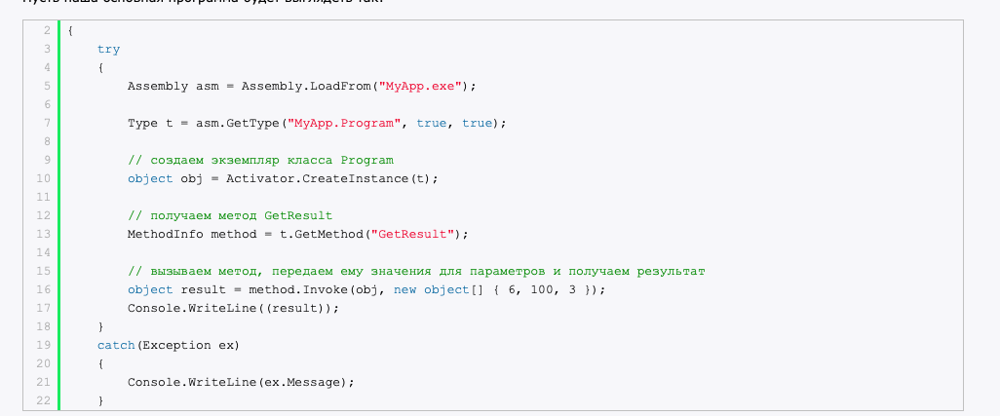 Пусть наша основная программа будет выглядеть так:
2 {
3 try
4 {
5 Assembly asm = Assembly.LoadFrom("MyApp.exe");
6
7 Type t = asm.GetType("MyApp.Program", true, true);
8
9 // создаем экземпляр класса Program
10 object obj = Activator.CreateInstance(t);
11
12 // получаем метод GetResult
13 MethodInfo method = t.GetMethod("GetResult");
14
15 // вызываем метод, передаем ему значения для параметров и получаем результат
16 object result = method.Invoke(obj, new object[] { 6, 100, 3 });
17 Console.WriteLine((result));
18 }
19 catch(Exception ex)
20 {
21 Console.WriteLine(ex.Message);
22 }